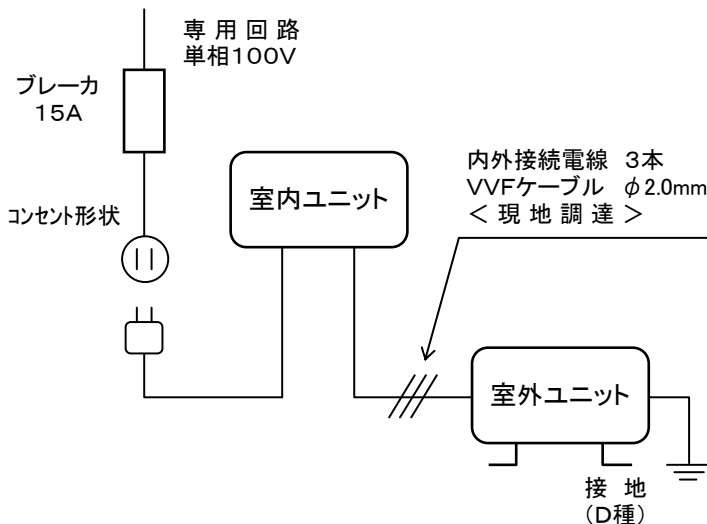 専用回路
単相100V
ブレーカ
15A
コンセント形状
室内ユニット
内外接続電線 3本
VVFケーブル φ2.0mm
＜現地調達＞
室外ユニット
接地
(D種)